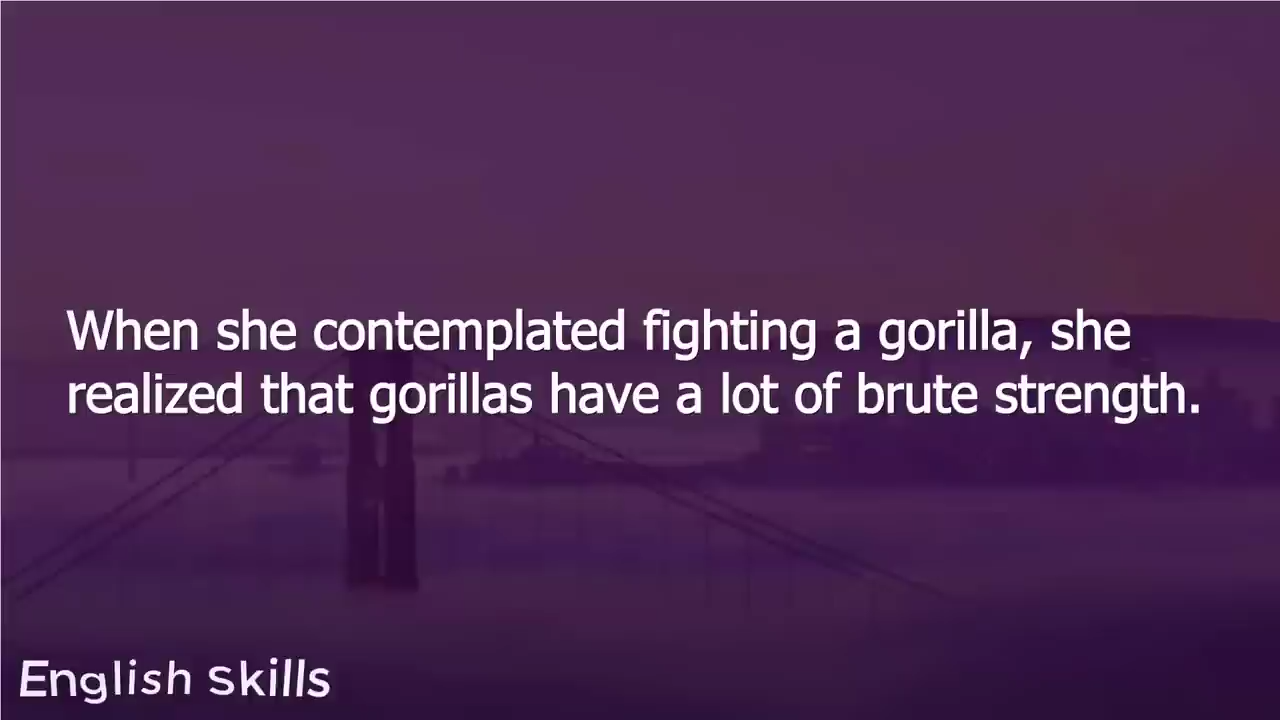 When she contemplated fighting a gorilla, she
realized that gorillas have a lot of brute strength.
English Skills